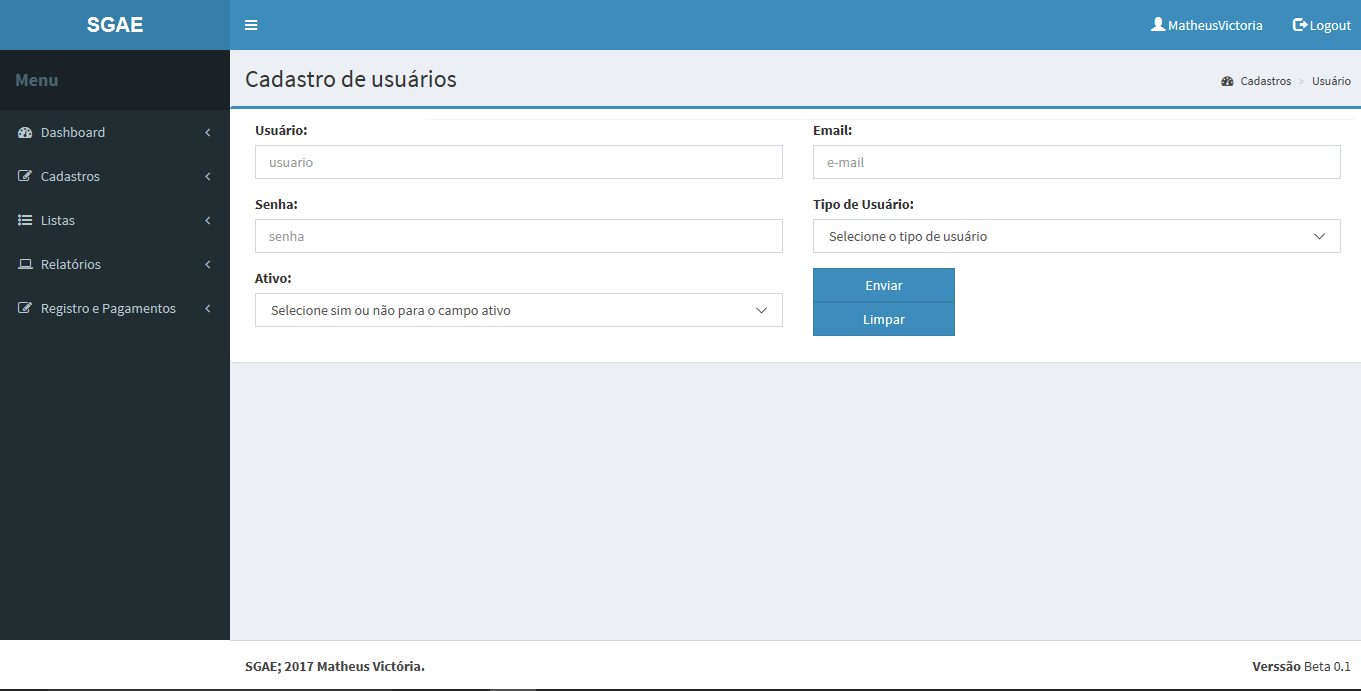 SGAE
MatheusVictoria
Logout
Menu
Cadastro de usuários
Cadastros > Usuário
Dashboard
Cadastros
Listas
Relatórios
Registro e Pagamentos
Usuário:
usuario
Email:
e-mail
Senha:
senha
Tipo de Usuário:
Selecione o tipo de usuário
Ativo:
Selecione sim ou não para o campo ativo
Enviar
Limpar
SGAE; 2017 Matheus Victória.
Verssão Beta 0.1